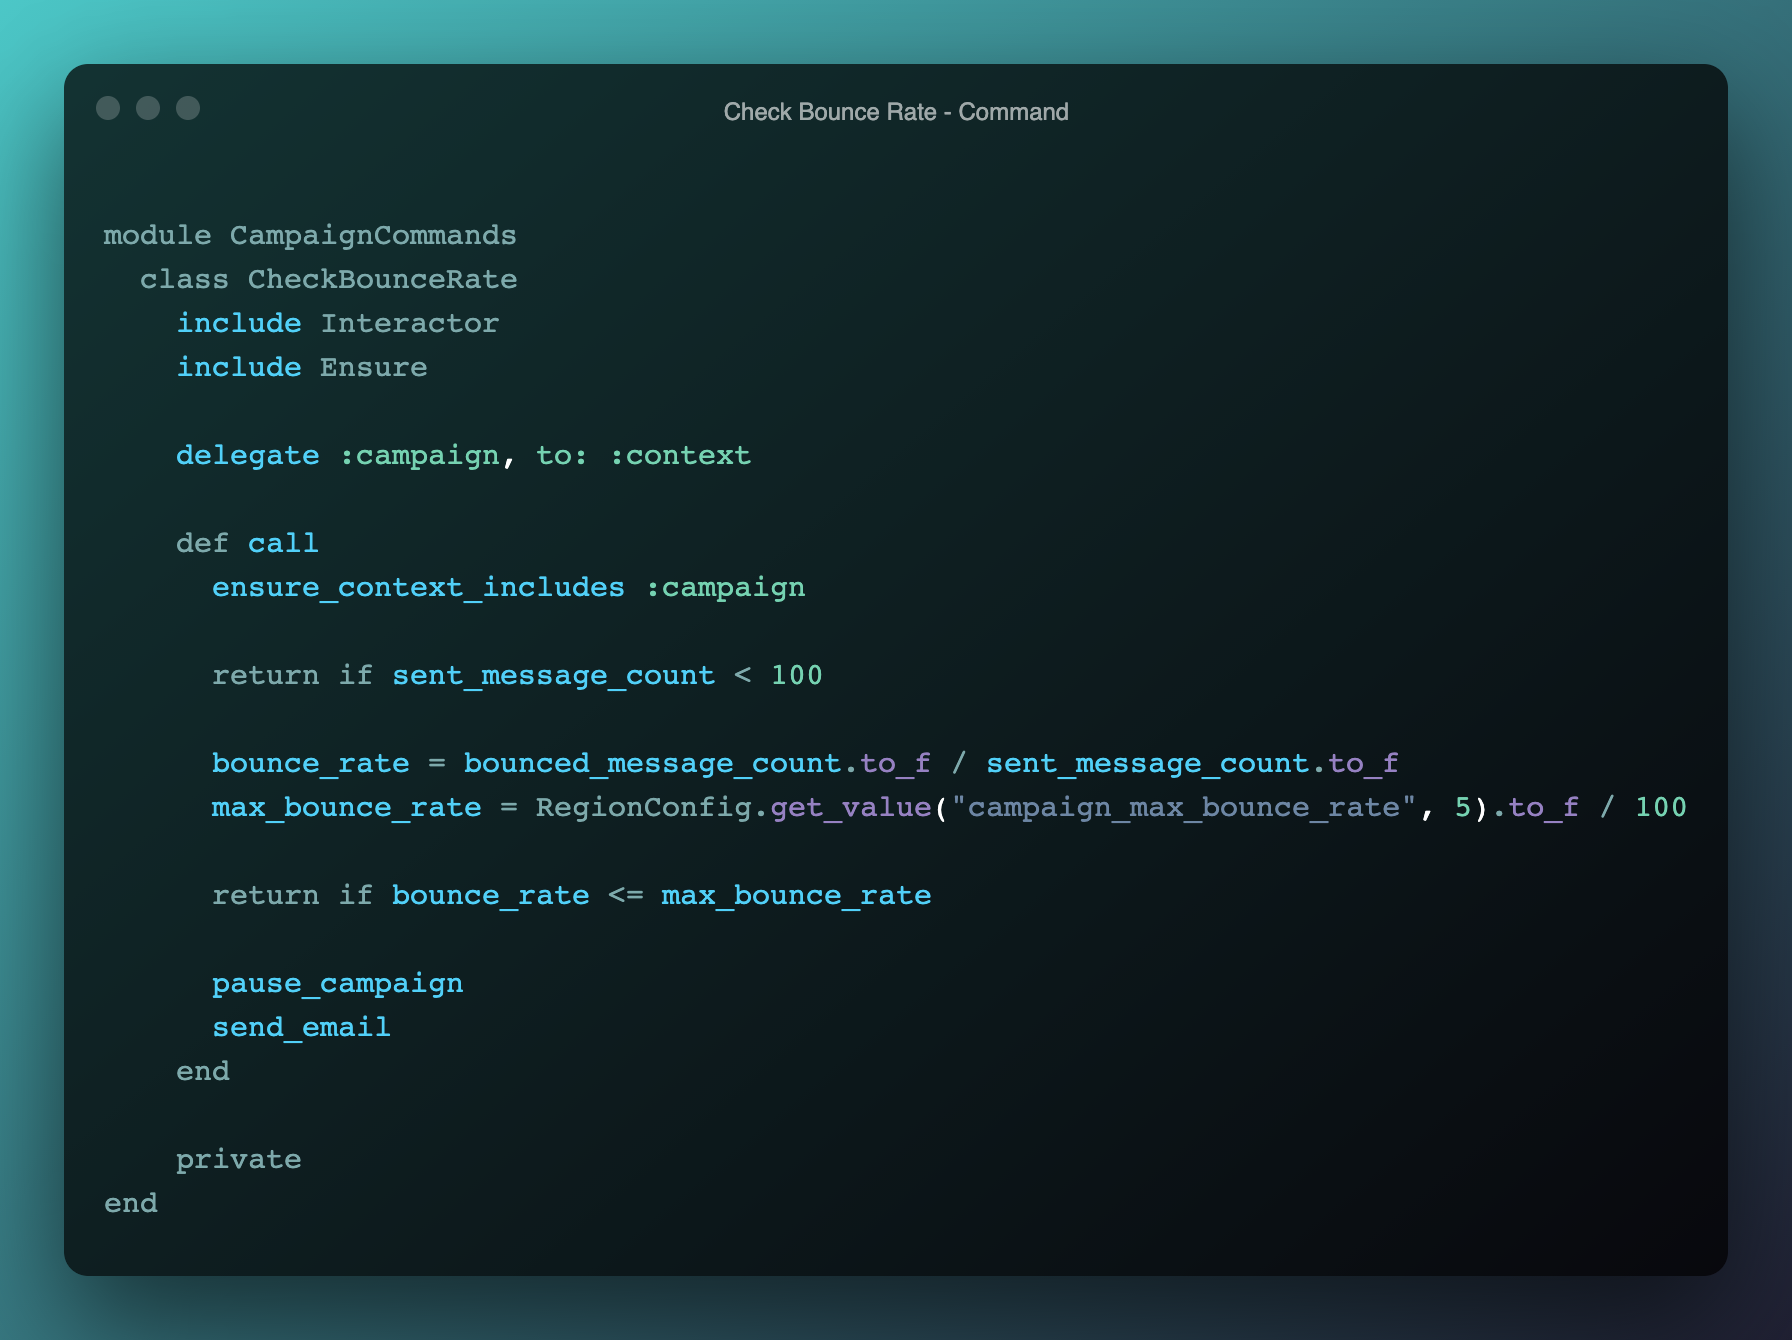 Check Bounce Rate - Command
module CampaignCommands
class CheckBounceRate
include Interactor
include Ensure
delegate :campaign, to: :context
def call
ensure_context_includes :campaign
return if sent_message_count < 100
bounce_rate = bounced_message_count.to_f / sent_message_count.to_f
max_bounce_rate = RegionConfig.get_value("campaign_max_bounce_rate", 5).to_f / 100
return if bounce_rate <= max_bounce_rate
pause_campaign
send_email
end
private
end